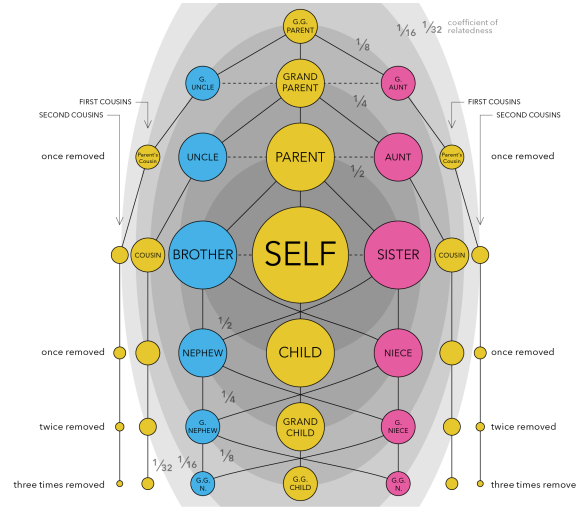 G.G.
PARENT
1/8
1/16
1/32
coefficient of
relatedness
G.
UNCLE
GRAND
PARENT
G.
AUNT
1/4
FIRST COUSINS
SECOND COUSINS
FIRST COUSINS
SECOND COUSINS
once removed
Parent's
Cousin
UNCLE
PARENT
AUNT
Parent's
Cousin
once removed
1/2
COUSIN
BROTHER
SELF
SISTER
COUSIN
1/2
once removed
NEPHEW
CHILD
NIECE
once removed
1/4
twice removed
G.
NEPHEW
GRAND
CHILD
G.
NIECE
twice removed
1/32
1/16
1/8
three times removed
G.G.
N.
G.G.
CHILD
G.G.
N.
three times remove